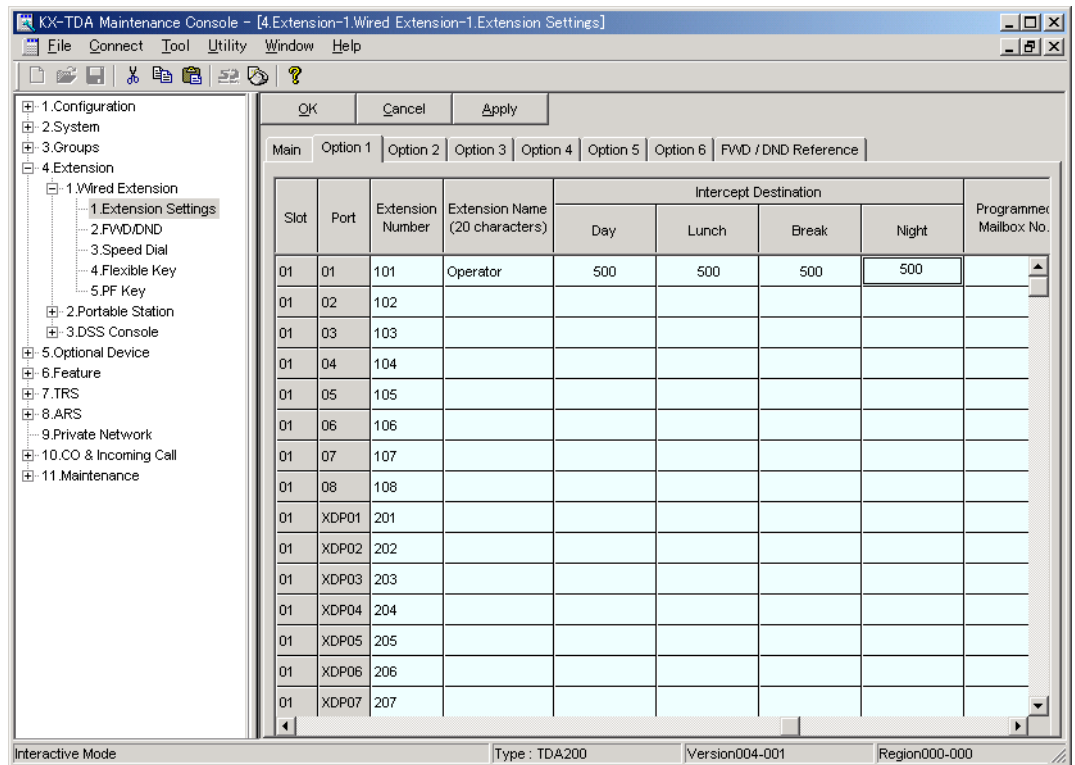 KX-TDA Maintenance Console - [4.Extension-1.Wired Extension-1.Extension Settings]
File Connect Tool Utility Window Help
1.Configuration
2.System
3.Groups
4.Extension
1.Wired Extension
1.Extension Settings
2.FWD/DND
3.Speed Dial
4.Flexible Key
5.PF Key
2.Portable Station
3.DSS Console
5.Optional Device
6.Feature
7.TRS
8.ARS
9.Private Network
10.CO & Incoming Call
11.Maintenance
OK Cancel Apply
Main Option 1 Option 2 Option 3 Option 4 Option 5 Option 6 FWD / DND Reference
Slot Port Extension Number Extension Name (20 characters) Intercept Destination Day Lunch Break Night Programmed Mailbox No.
01 01 101 Operator 500 500 500 500
01 02 102
01 03 103
01 04 104
01 05 105
01 06 106
01 07 107
01 08 108
01 XDP01 201
01 XDP02 202
01 XDP03 203
01 XDP04 204
01 XDP05 205
01 XDP06 206
01 XDP07 207
Interactive Mode Type : TDA200 Version004-001 Region000-000